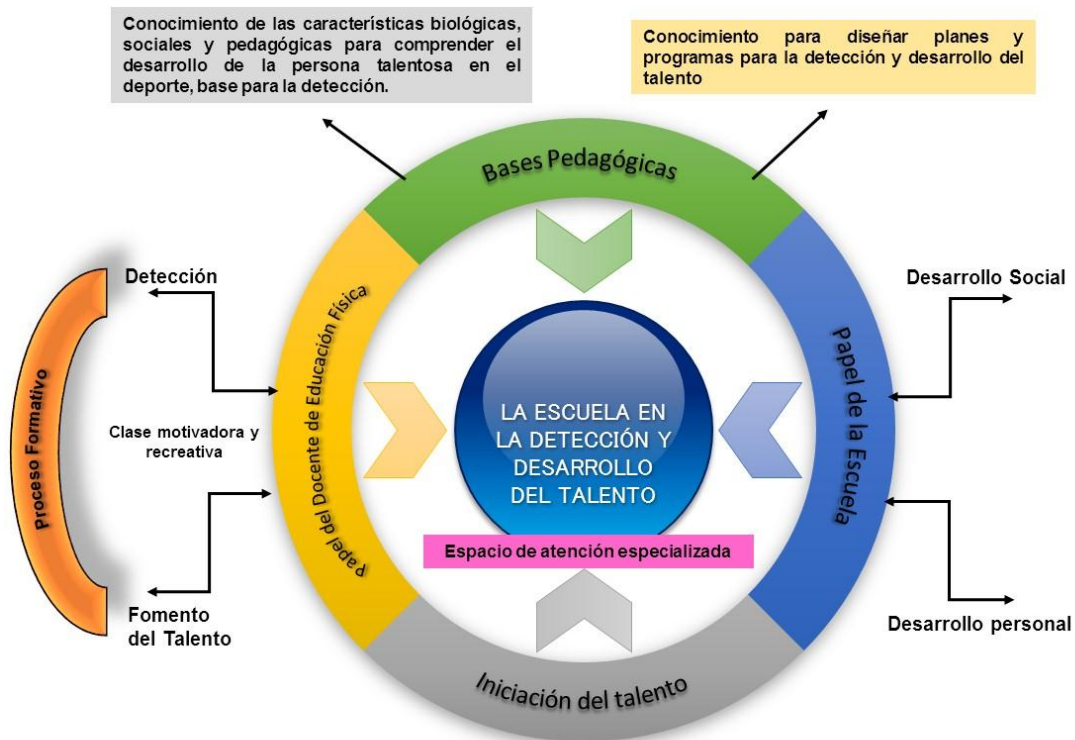 Conocimiento de las características biológicas,
sociales y pedagógicas para comprender el
desarrollo de la persona talentosa en el
deporte, base para la detección.
Conocimiento para diseñar planes y
programas para la detección y desarrollo del
talento
Bases Pedagógicas
Detección
Desarrollo Social
Proceso Formativo
Clase motivadora y
recreativa
Papel del Docente de Educación Física
LA ESCUELA EN
LA DETECCIÓN Y
DESARROLLO
DEL TALENTO
Papel de la Escuela
Espacio de atención especializada
Fomento
del Talento
Desarrollo personal
Iniciación del talento